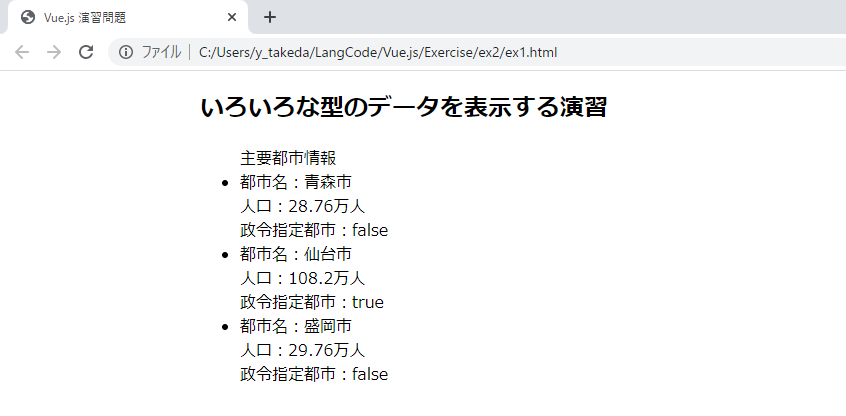 Vue.js 演習問題
ファイル | C:/Users/y_takeda/LangCode/Vue.js/Exercise/ex2/ex1.html
いろいろな型のデータを表示する演習
主要都市情報
都市名：青森市
人口：28.76万人
政令指定都市：false
都市名：仙台市
人口：108.2万人
政令指定都市：true
都市名：盛岡市
人口：29.76万人
政令指定都市：false